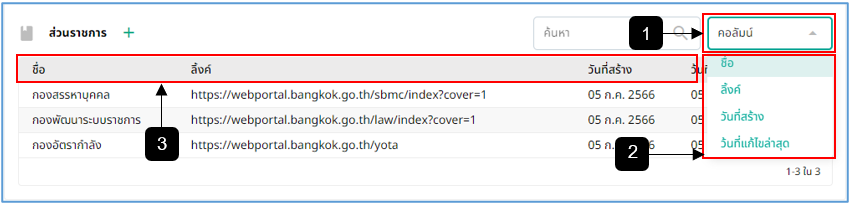 ส่วนราชการ + ค้นหา 1 คอลัมน์
ชื่อ ลิ้งค์ วันที่สร้าง วันที่ ชื่อ
กองสรรหาบุคคล https://webportal.bangkok.go.th/sbmc/index?cover=1 05 ก.ค. 2566 05 ลิ้งค์
กองพัฒนาระบบราชการ https://webportal.bangkok.go.th/law/index?cover=1 05 ก.ค. 2566 05 วันที่สร้าง
กองอัตรากำลัง 3 https://webportal.bangkok.go.th/yota 05 ก.ค. 2 05 วันที่แก้ไขล่าสุด
1-3 ใน 3